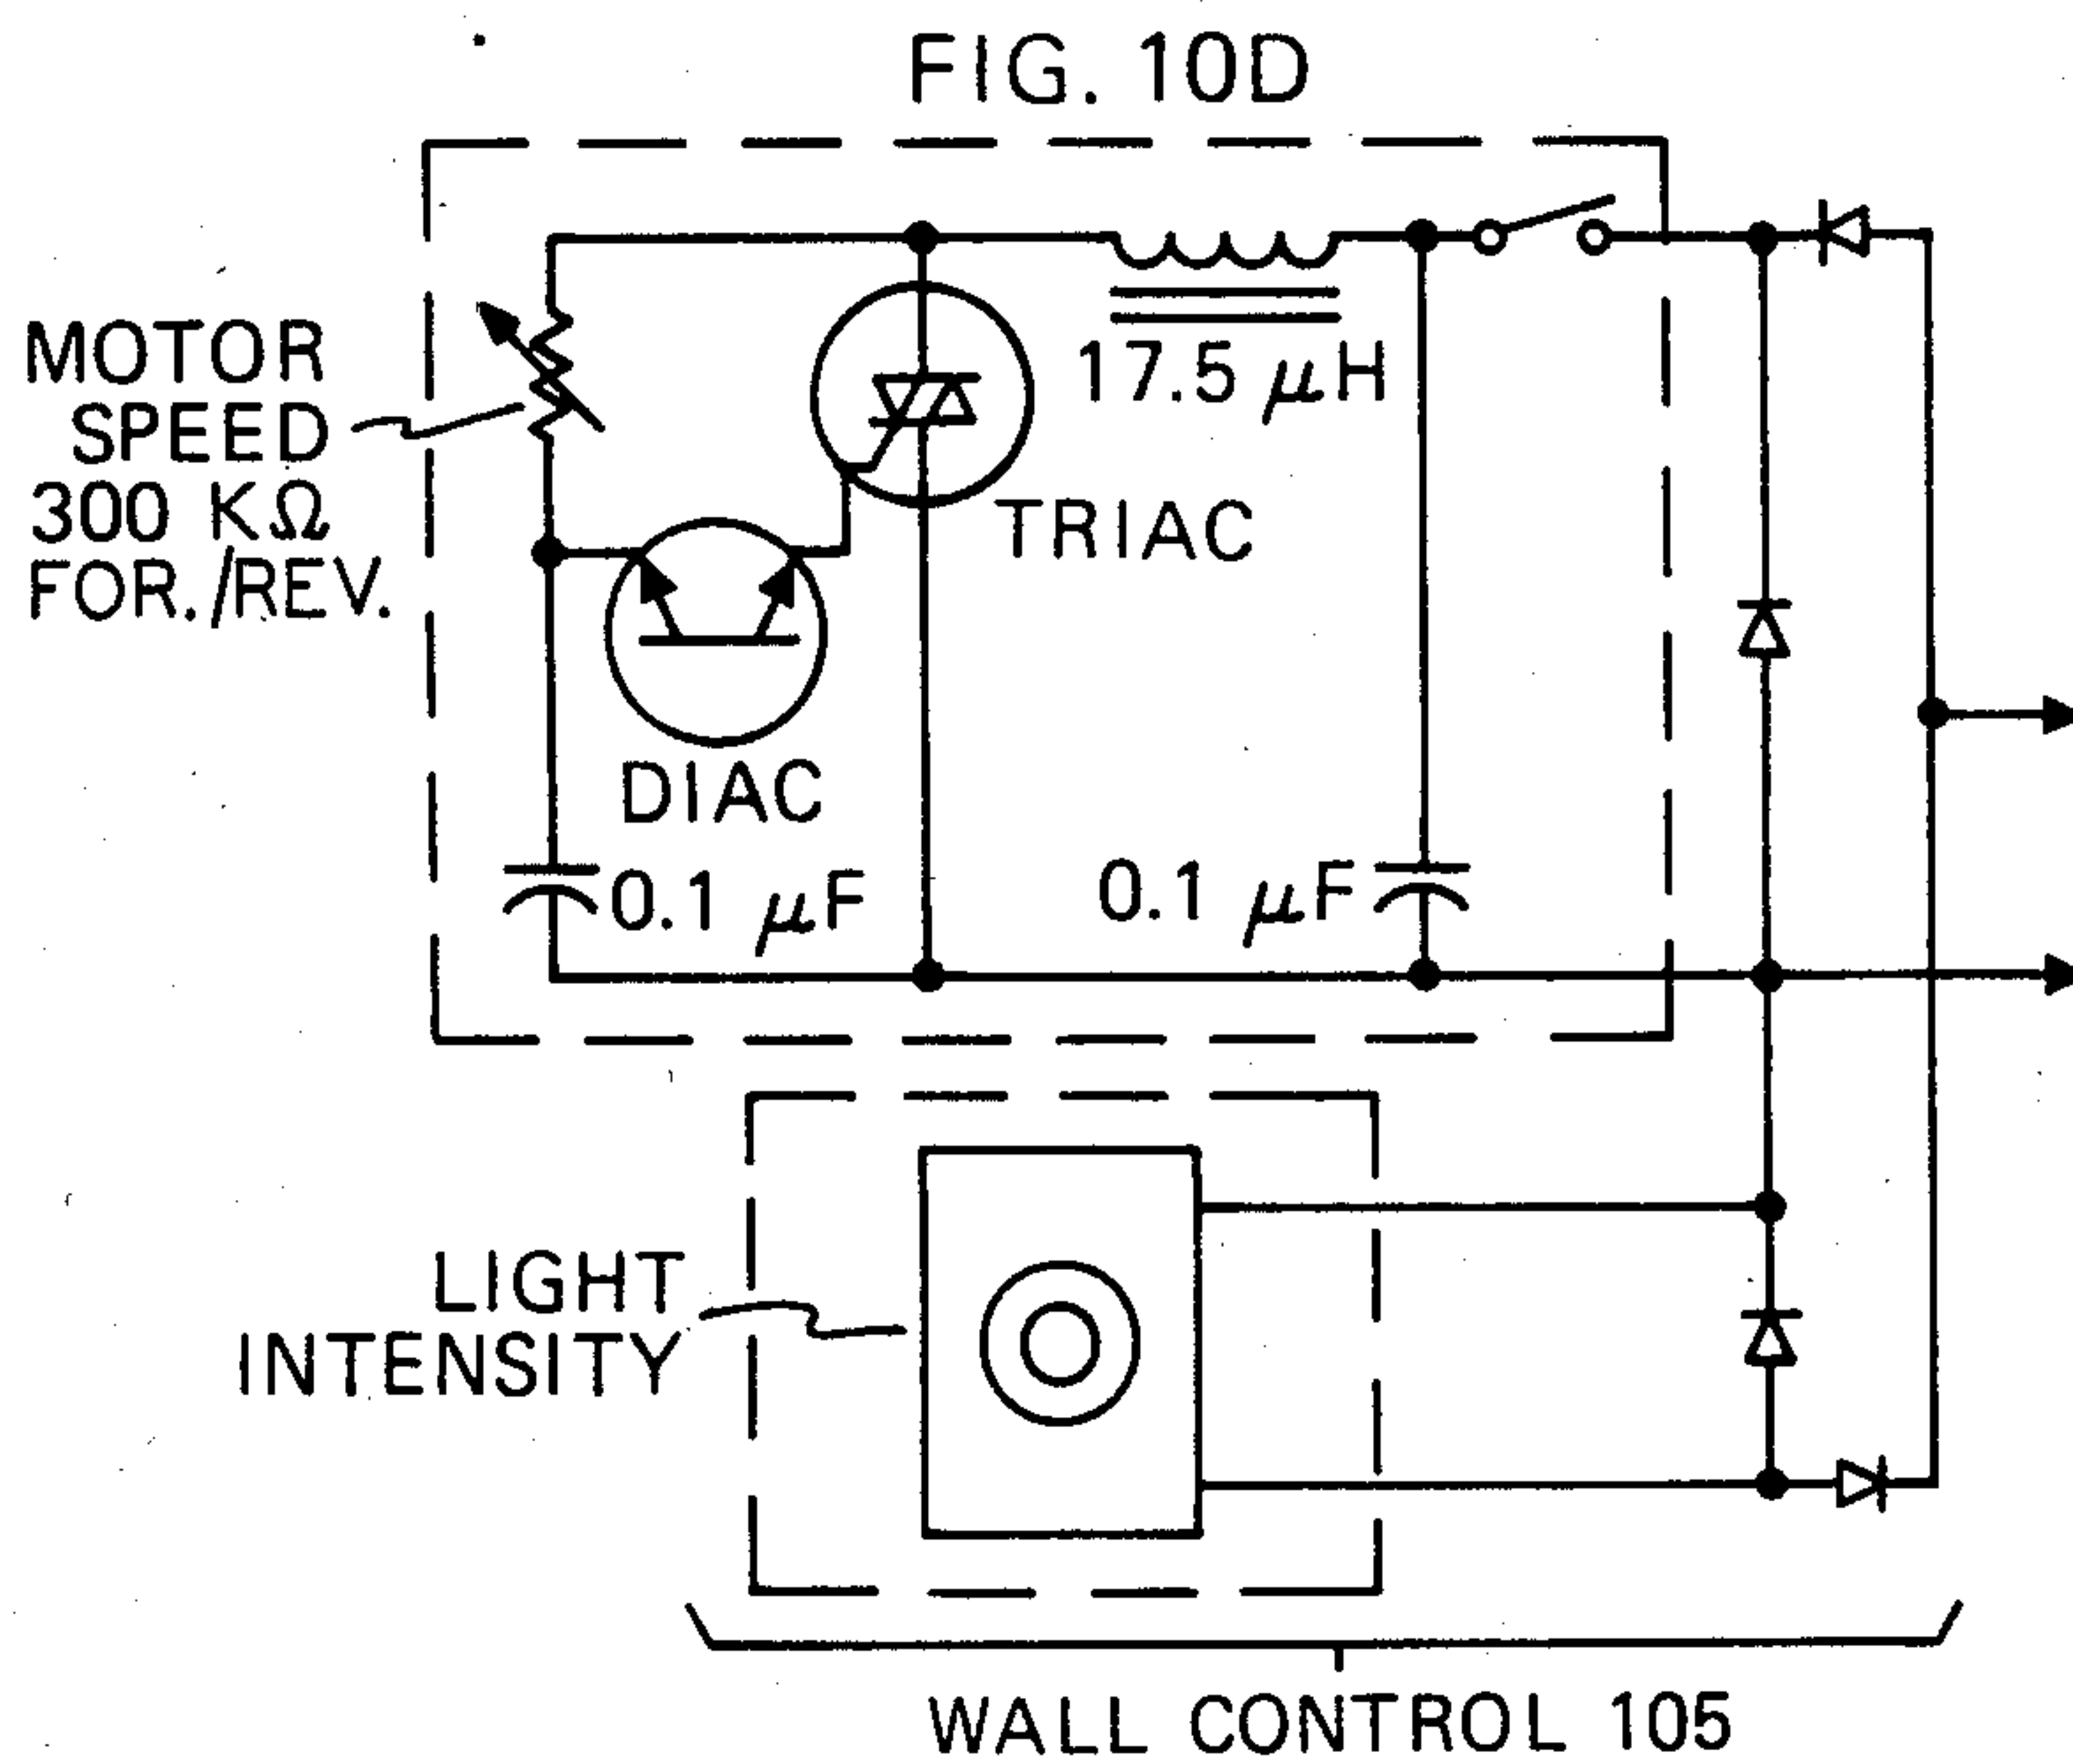 FIG. 10D
MOTOR
SPEED
300 KΩ
FOR./REV.
17.5 μH
TRIAC
DIAC
0.1 μF
0.1 μF
LIGHT
INTENSITY
WALL CONTROL 105